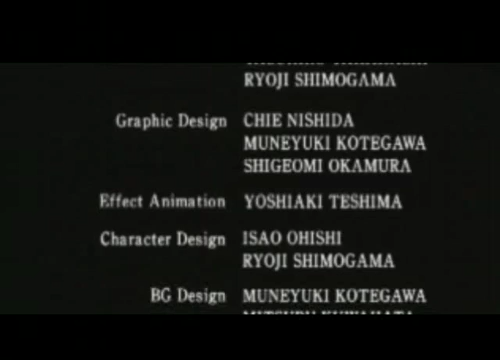 RYOJI SHIMOGAMA
Graphic Design CHIE NISHIDA
MUNEYUKI KOTEGAWA
SHIGEOMI OKAMURA
Effect Animation YOSHIAKI TESHIMA
Character Design ISAO OHISHI
RYOJI SHIMOGAMA
BG Design MUNEYUKI KOTEGAWA